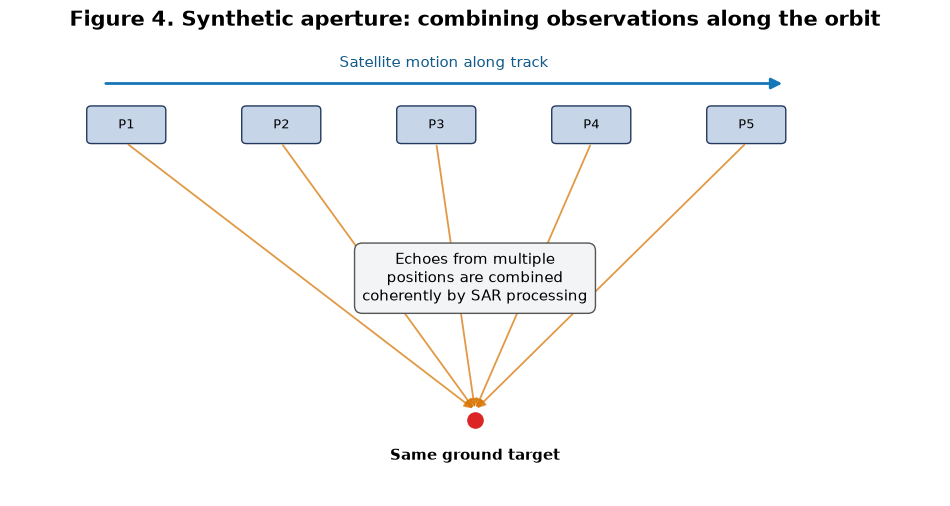 Figure 4. Synthetic aperture: combining observations along the orbit
Satellite motion along track
P1
P2
P3
P4
P5
Echoes from multiple
positions are combined
coherently by SAR processing
Same ground target